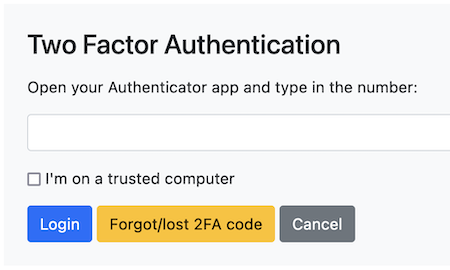 Two Factor Authentication
Open your Authenticator app and type in the number:
I'm on a trusted computer
Login Forgot/lost 2FA code Cancel